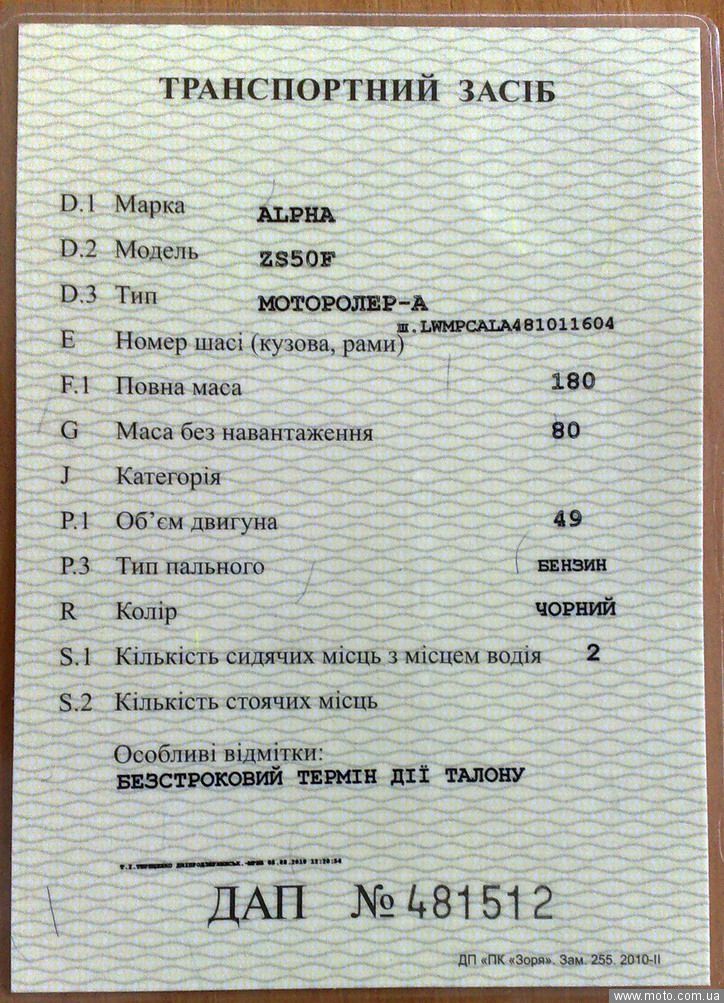 ТРАНСПОРТНИЙ ЗАСІБ
D.1 Марка ALPHA
D.2 Модель ZS50F
D.3 Тип МОТОРОЛЕР-А
E Номер шасі (кузова, рами) Ш.LWMPCALA481011604
F.1 Повна маса 180
G Маса без навантаження 80
J Категорія
P.1 Об’єм двигуна 49
P.3 Тип пального БЕНЗИН
R Колір ЧОРНИЙ
S.1 Кількість сидячих місць з місцем водія 2
S.2 Кількість стоячих місць
Особливі відмітки:
БЕЗСТРОКОВИЙ ТЕРМІН ДІЇ ТАЛОНУ
ДАП № 481512
ДП «ПК «Зоря». Зам. 255. 2010-II
www.moto.com.ua